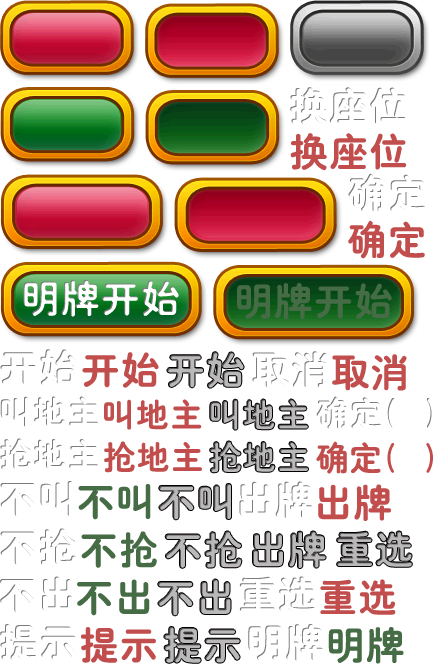 换座位
换座位
确定
确定
明牌开始 明牌开始
开始 开始 开始 取消 取消
叫地主 叫地主 叫地主 确定( )
抢地主 抢地主 抢地主 确定( )
不叫 不叫 不叫 出牌 出牌
不抢 不抢 不抢 出牌 重选
不出 不出 不出 重选 重选
提示 提示 提示 明牌 明牌